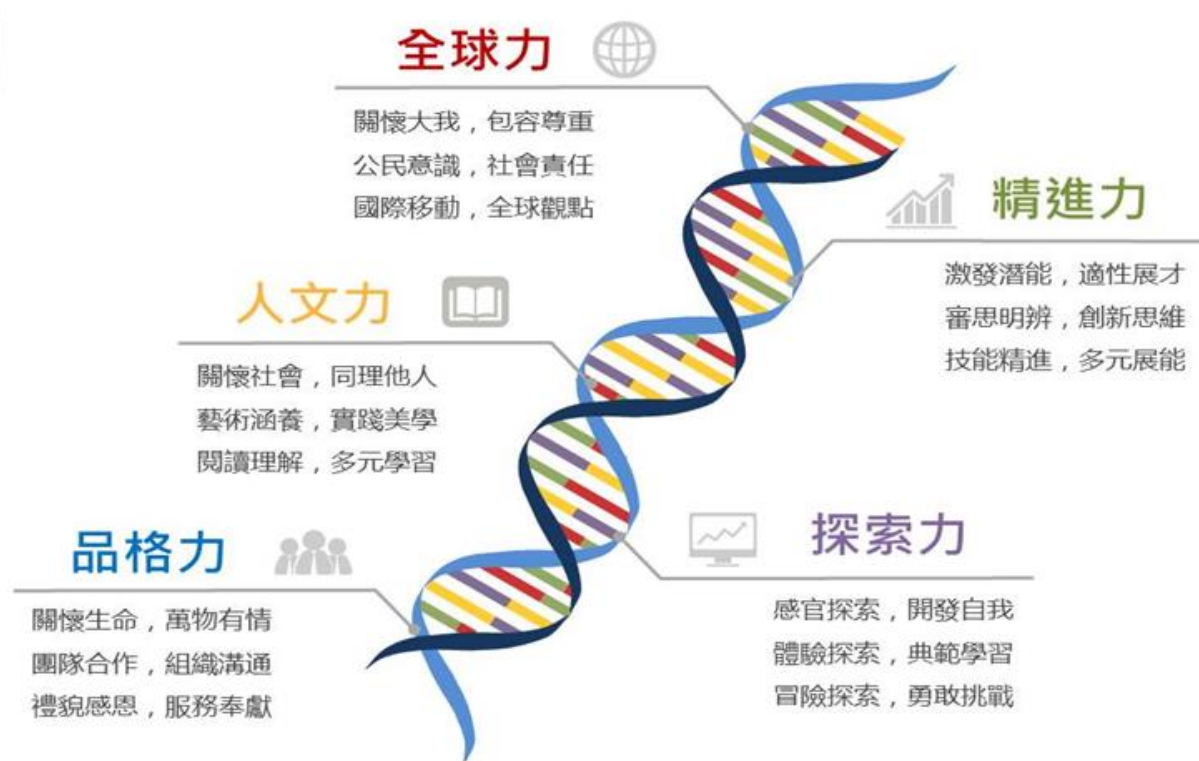 全球力
關懷大我，包容尊重
公民意識，社會責任
國際移動，全球觀點
精進力
激發潛能，適性展才
審思明辨，創新思維
技能精進，多元展能
人文力
關懷社會，同理他人
藝術涵養，實踐美學
閱讀理解，多元學習
探索力
感官探索，開發自我
體驗探索，典範學習
冒險探索，勇敢挑戰
品格力
關懷生命，萬物有情
團隊合作，組織溝通
禮貌感恩，服務奉獻